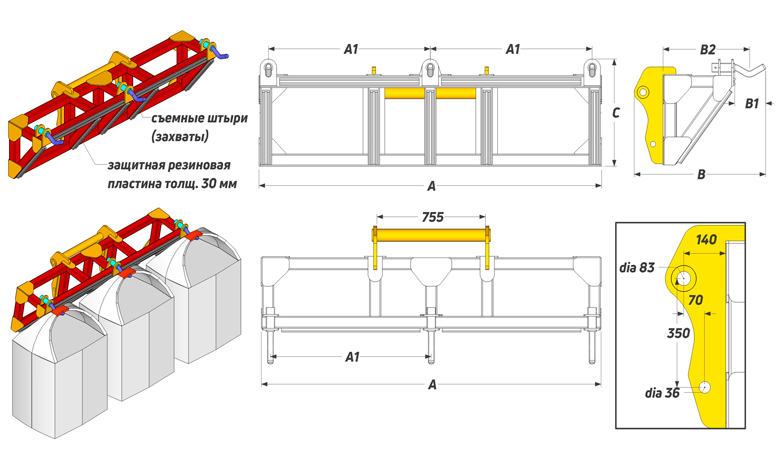 съемные штыри
(захваты)
защитная резиновая
пластина толщ. 30 мм
A1
A1
C
A
B2
B1
B
755
A1
A
140
dia 83
70
350
dia 36